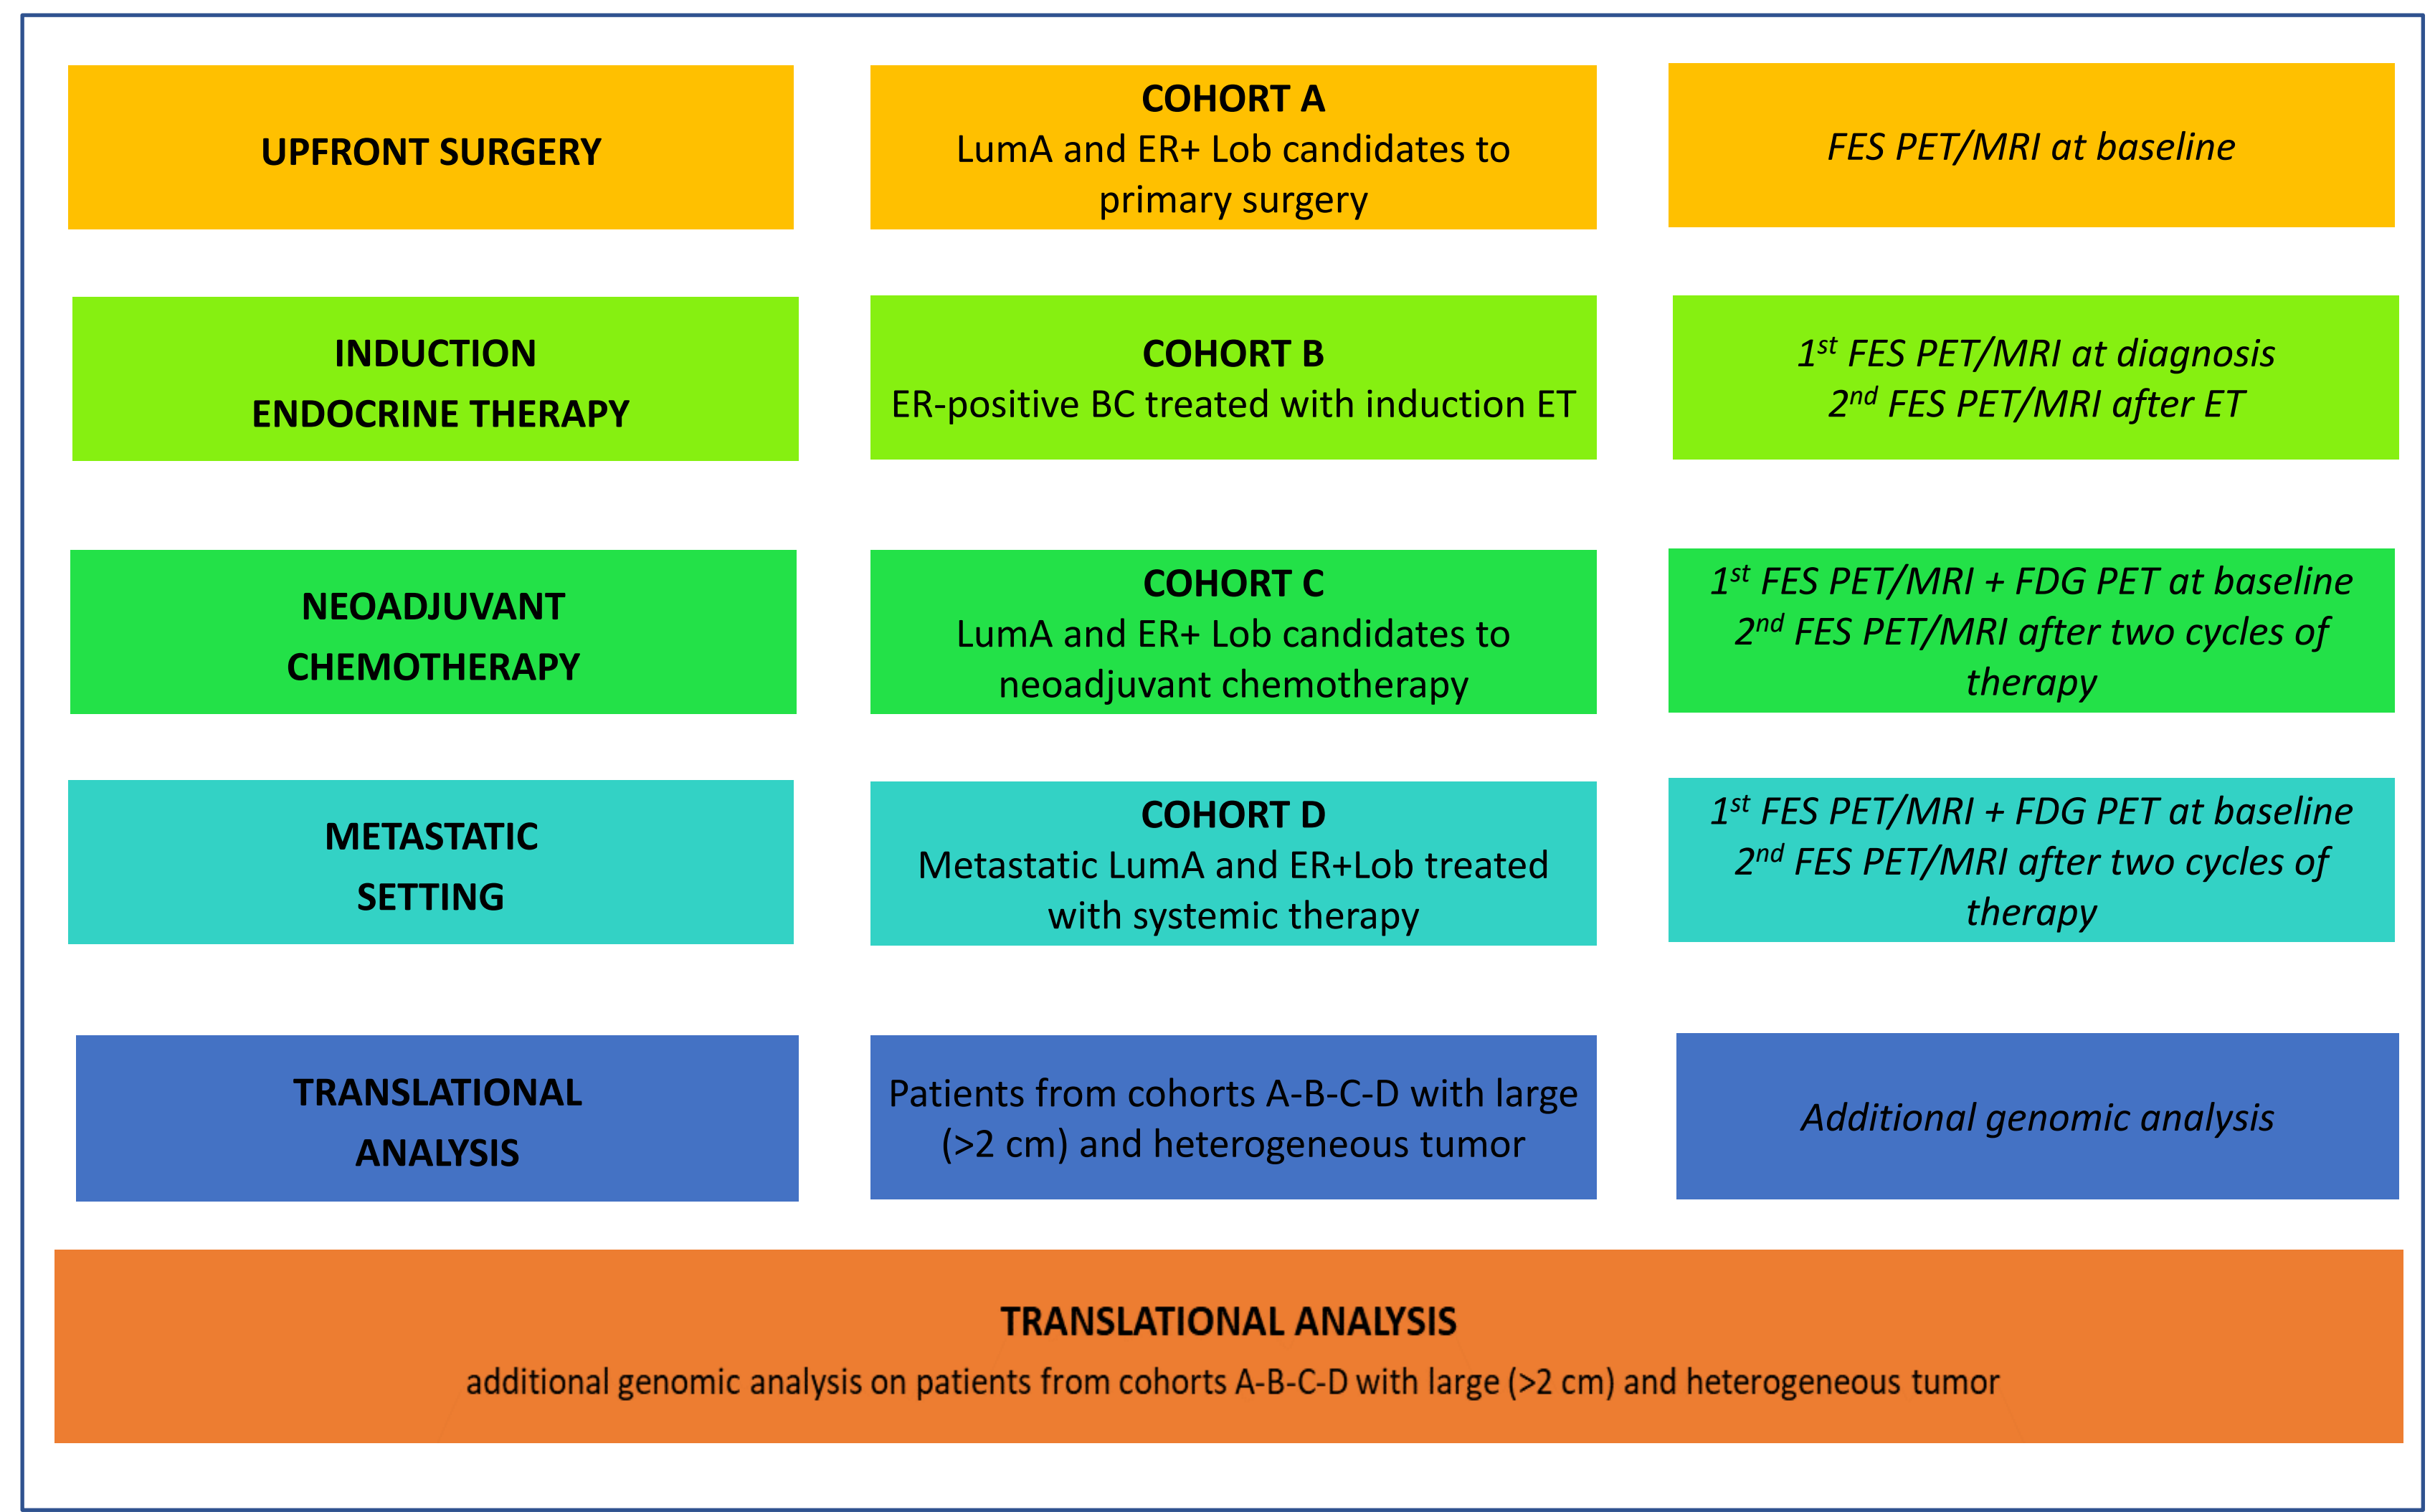 UPFRONT SURGERY
COHORT A
LumA and ER+ Lob candidates to
primary surgery
FES PET/MRI at baseline
INDUCTION
ENDOCRINE THERAPY
COHORT B
ER-positive BC treated with induction ET
1st FES PET/MRI at diagnosis
2nd FES PET/MRI after ET
NEOADJUVANT
CHEMOTHERAPY
COHORT C
LumA and ER+ Lob candidates to
neoadjuvant chemotherapy
1st FES PET/MRI + FDG PET at baseline
2nd FES PET/MRI after two cycles of
therapy
METASTATIC
SETTING
COHORT D
Metastatic LumA and ER+Lob treated
with systemic therapy
1st FES PET/MRI + FDG PET at baseline
2nd FES PET/MRI after two cycles of
therapy
TRANSLATIONAL
ANALYSIS
Patients from cohorts A-B-C-D with large
(>2 cm) and heterogeneous tumor
Additional genomic analysis
TRANSLATIONAL ANALYSIS
additional genomic analysis on patients from cohorts A-B-C-D with large (>2 cm) and heterogeneous tumor